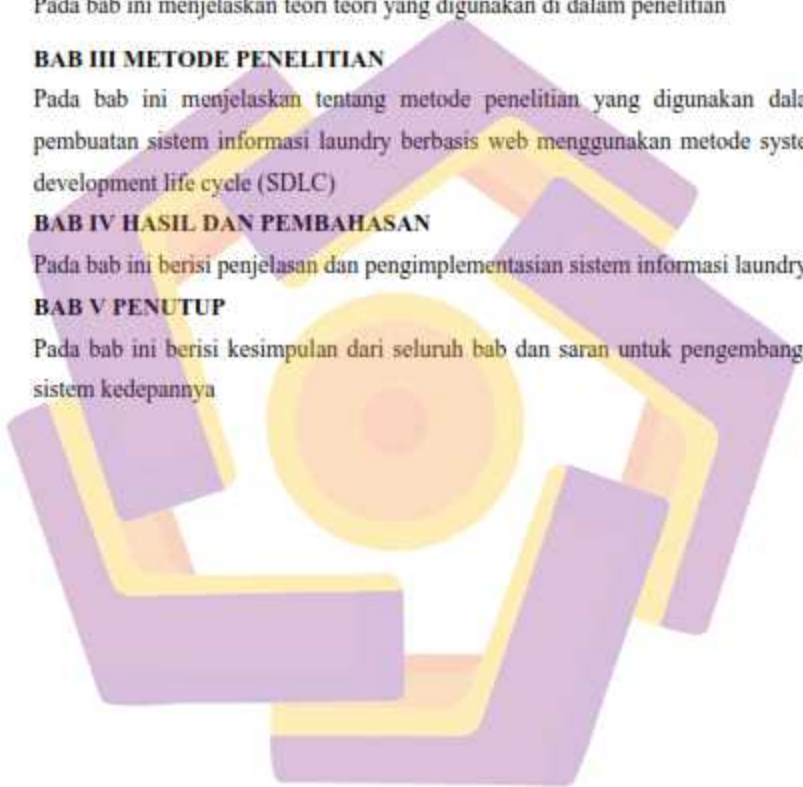 Pada bab ini menjelaskan teori teori yang digunakan di dalam penelitian
BAB III METODE PENELITIAN
Pada bab ini menjelaskan tentang metode penelitian yang digunakan dala
pembuatan sistem informasi laundry berbasis web menggunakan metode syste
development life cycle (SDLC)
BAB IV HASIL DAN PEMBAHASAN
Pada bab ini berisi penjelasan dan pengimplementasian sistem informasi laundry
BAB V PENUTUP
Pada bab ini berisi kesimpulan dari seluruh bab dan saran untuk pengembang
sistem kedepannya